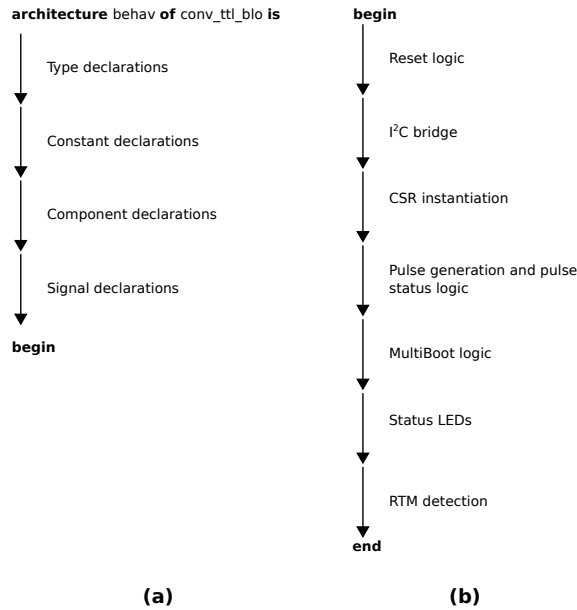 architecture behav of conv_ttl_blo is
Type declarations
Constant declarations
Component declarations
Signal declarations
begin
(a)
begin
Reset logic
I²C bridge
CSR instantiation
Pulse generation and pulse
status logic
MultiBoot logic
Status LEDs
RTM detection
end
(b)